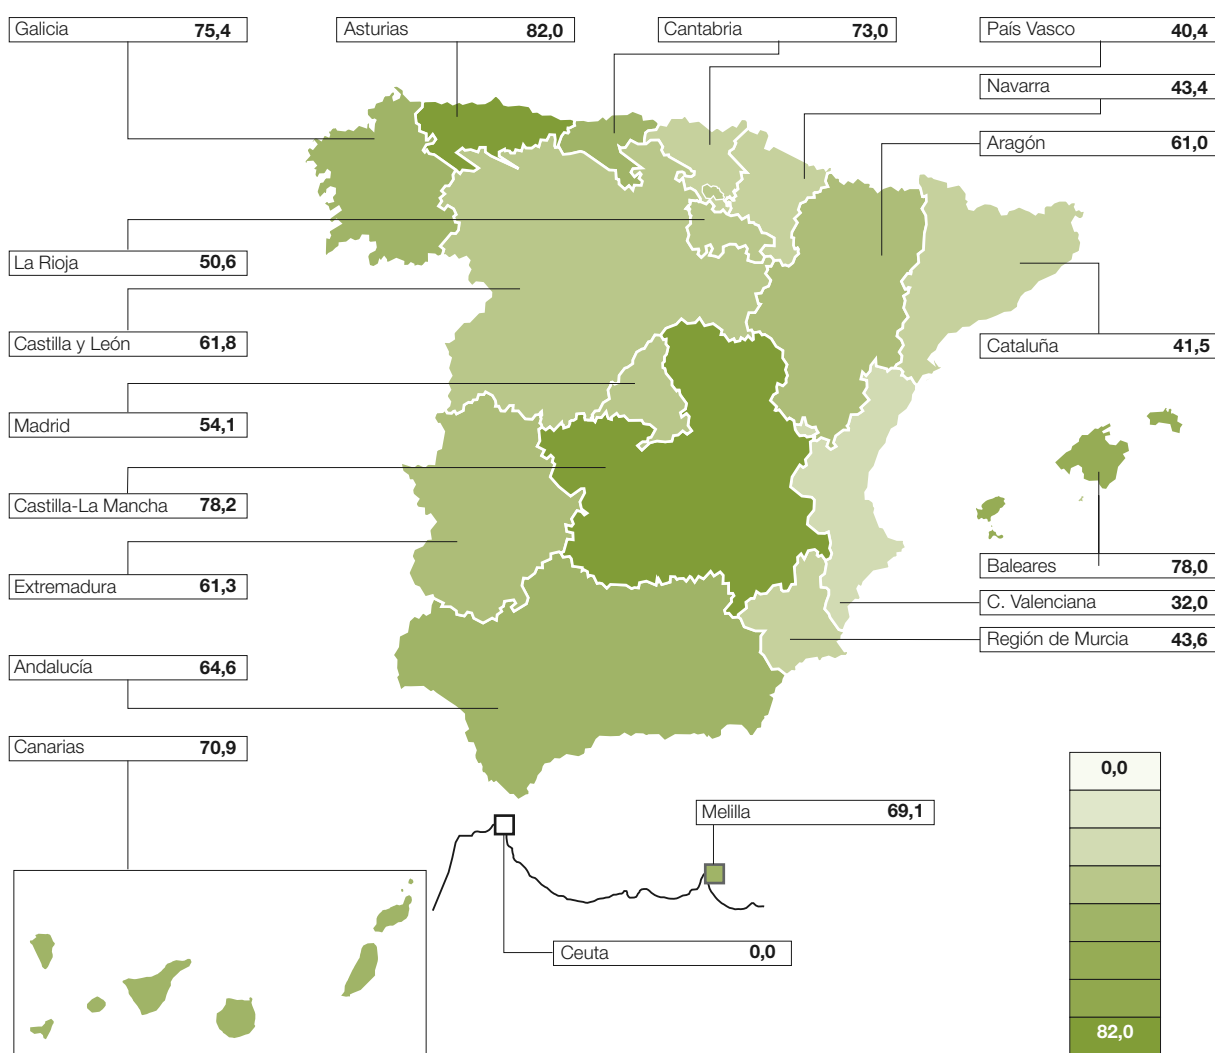 Galicia 75,4
Asturias 82,0
Cantabria 73,0
País Vasco 40,4
Navarra 43,4
Aragón 61,0
La Rioja 50,6
Castilla y León 61,8
Cataluña 41,5
Madrid 54,1
Castilla-La Mancha 78,2
Extremadura 61,3
Baleares 78,0
C. Valenciana 32,0
Región de Murcia 43,6
Andalucía 64,6
Canarias 70,9
Melilla 69,1
Ceuta 0,0
0,0
82,0